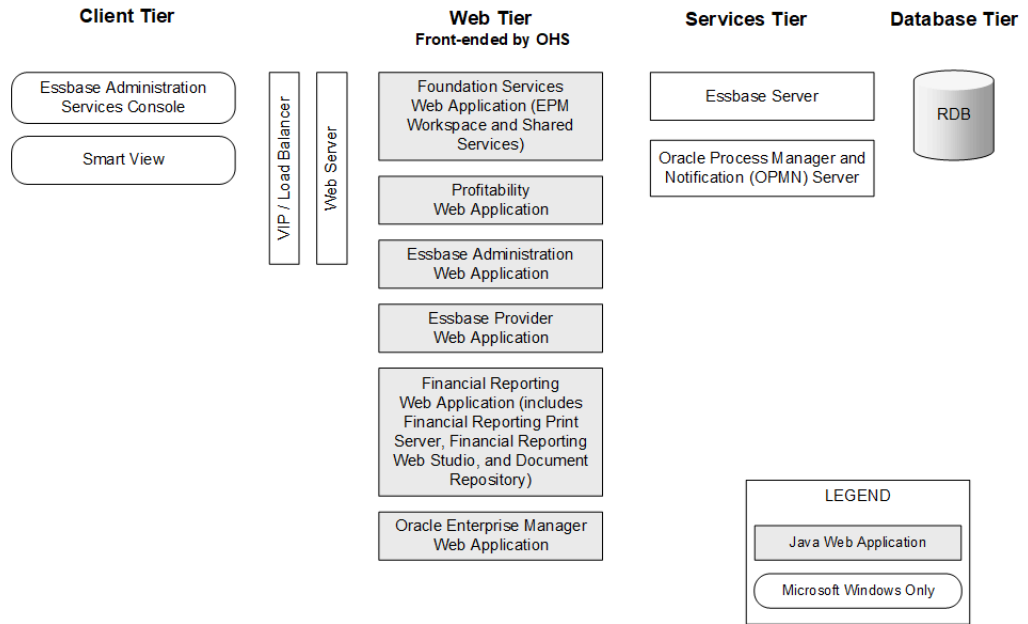 Client Tier
Web Tier
Front-ended by OHS
Services Tier
Database Tier
Essbase Administration
Services Console
Smart View
VIP / Load Balancer
Web Server
Foundation Services
Web Application (EPM
Workspace and Shared
Services)
Profitability
Web Application
Essbase Administration
Web Application
Essbase Provider
Web Application
Financial Reporting
Web Application (includes
Financial Reporting Print
Server, Financial Reporting
Web Studio, and Document
Repository)
Oracle Enterprise Manager
Web Application
Essbase Server
Oracle Process Manager and
Notification (OPMN) Server
RDB
LEGEND
Java Web Application
Microsoft Windows Only